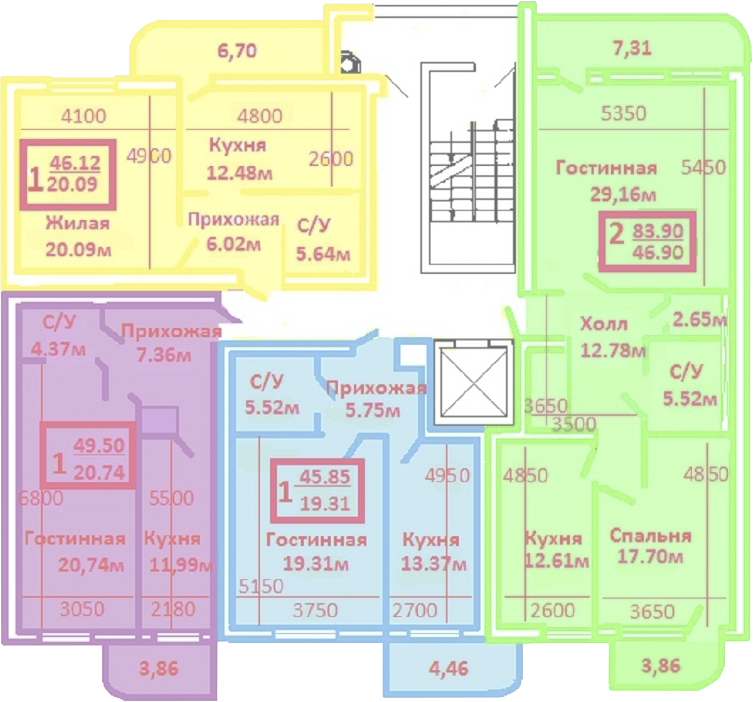 6,70
4100
4800
4900
Кухня
12.48м
2600
1
46.12
20.09
Жилая
20.09м
Прихожая
6.02м
С/У
5.64м
7,31
5350
5450
Гостинная
29,16м
2
83.90
46.90
Холл
12.78м
2.65м
С/У
5.52м
3650
3500
4850
4850
Кухня
12.61м
Спальня
17.70м
2600
3650
3,86
С/У
4.37м
Прихожая
7.36м
1
49.50
20.74
6800
5500
Гостинная
20,74м
Кухня
11,99м
3050
2180
3,86
С/У
5.52м
Прихожая
5.75м
1
45.85
19.31
4950
Гостинная
19.31м
Кухня
13.37м
5150
3750
2700
4,46